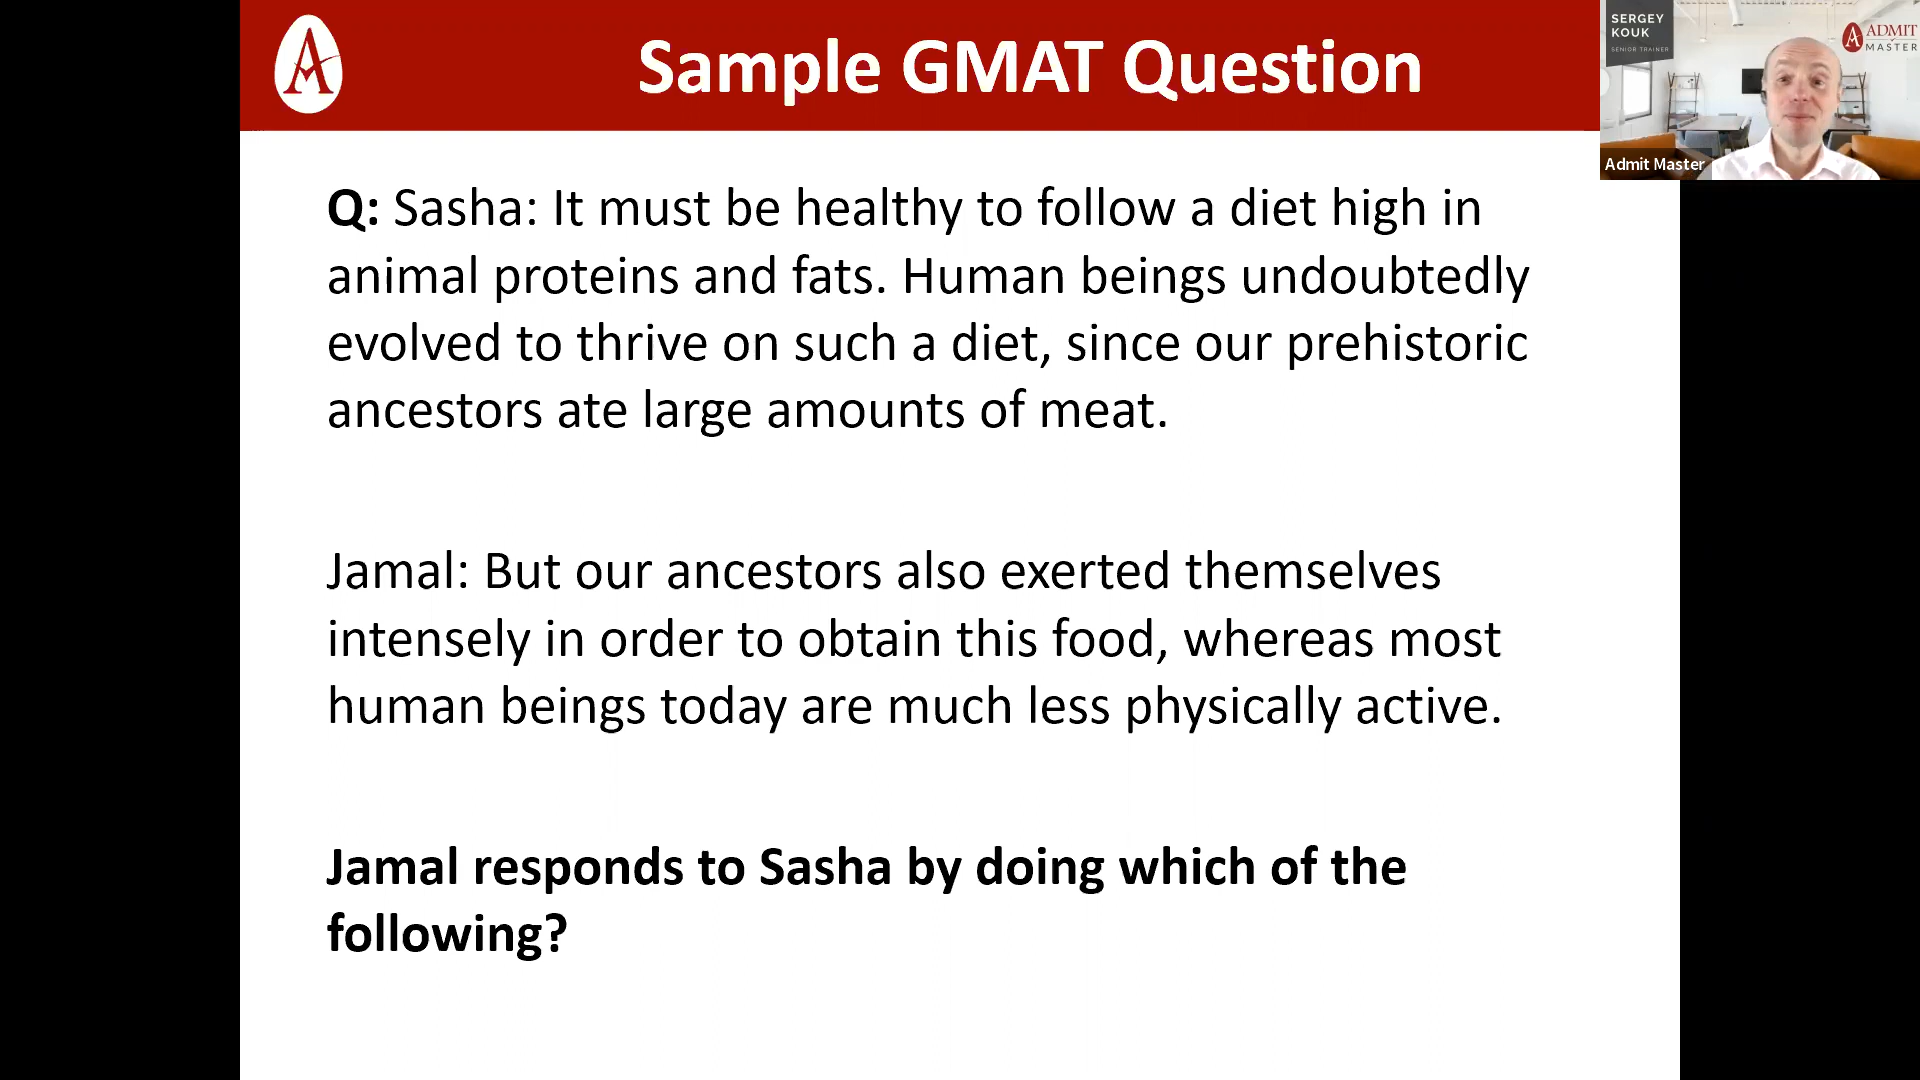 Sample GMAT Question
SERGEY
KOUK
SENIOR TRAINER
ADMIT
MASTER
Admit Master
Q: Sasha: It must be healthy to follow a diet high in
animal proteins and fats. Human beings undoubtedly
evolved to thrive on such a diet, since our prehistoric
ancestors ate large amounts of meat.
Jamal: But our ancestors also exerted themselves
intensely in order to obtain this food, whereas most
human beings today are much less physically active.
Jamal responds to Sasha by doing which of the
following?